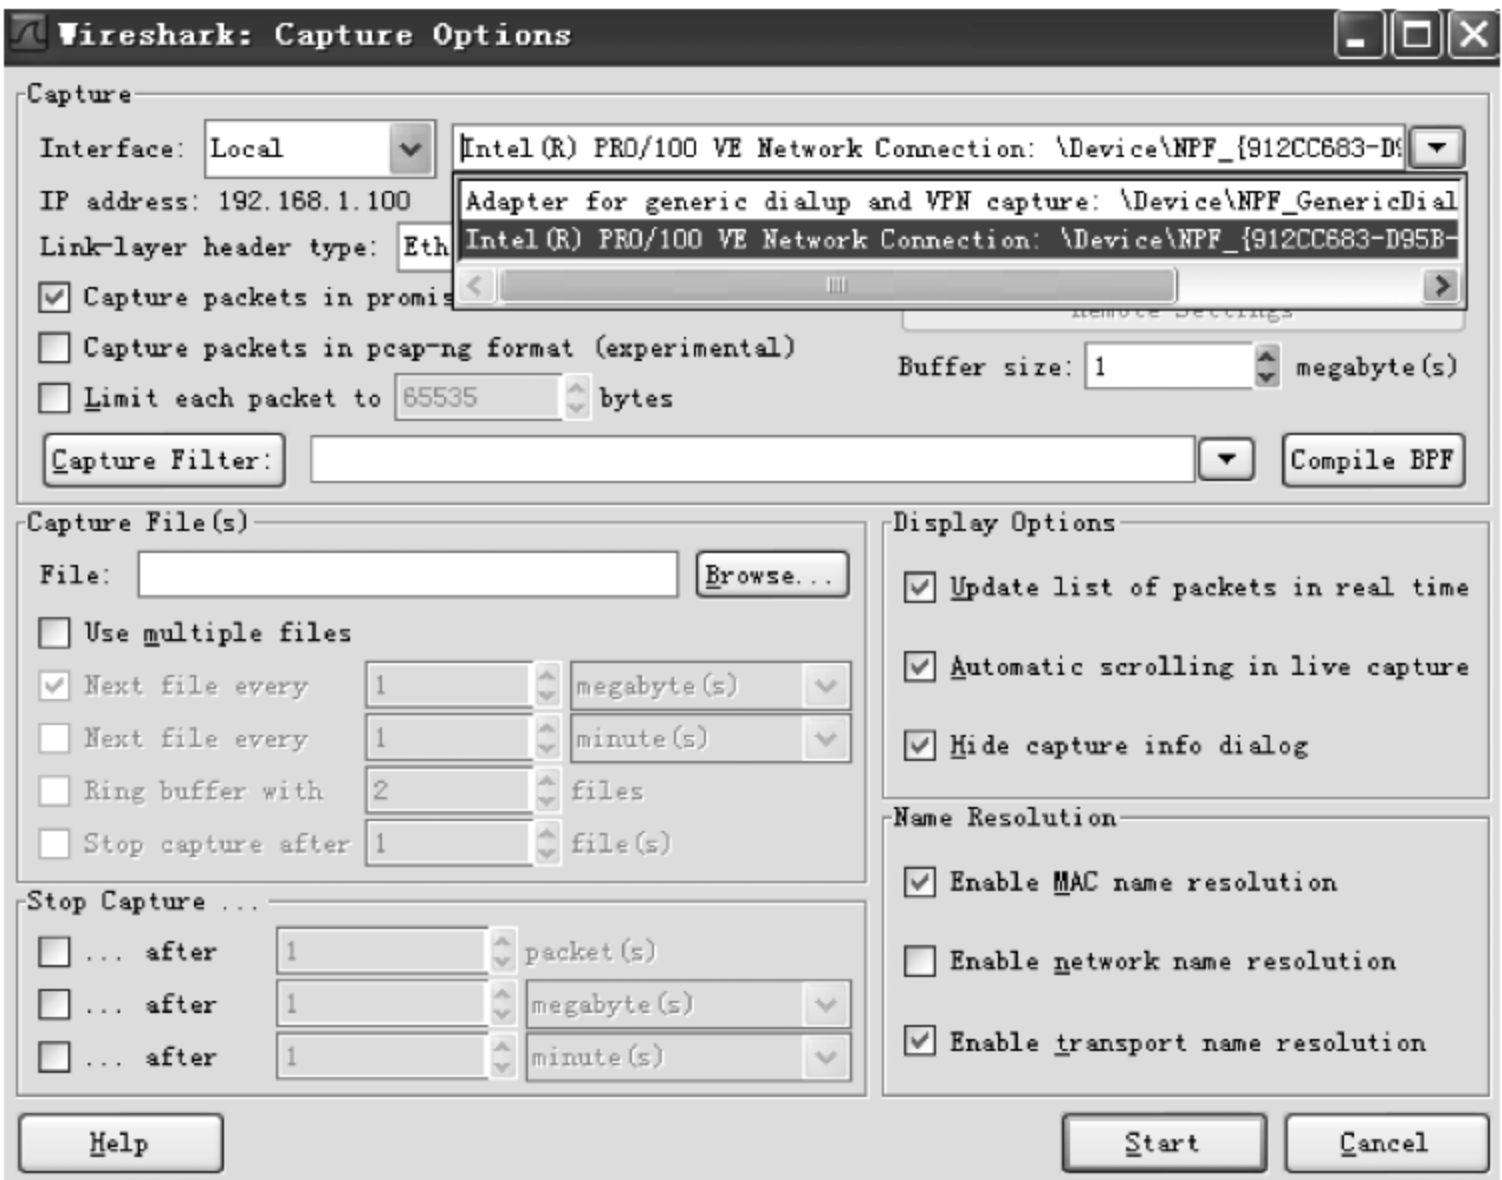 Wireshark: Capture Options
Capture
Interface: Local Intel(R) PRO/100 VE Network Connection: \Device\NPF_{912CC683-D9
IP address: 192.168.1.100
Adapter for generic dialup and VPN capture: \Device\NPF_GenericDial
Link-layer header type: Eth
Intel(R) PRO/100 VE Network Connection: \Device\NPF_{912CC683-D95B-
Capture packets in promis
Remote Settings
Capture packets in pcap-ng format (experimental)
Buffer size: 1 megabyte(s)
Limit each packet to 65535 bytes
Capture Filter: Compile BPF
Capture File(s)
File: Browse...
Use multiple files
Next file every 1 megabyte(s)
Next file every 1 minute(s)
Ring buffer with 2 files
Stop capture after 1 file(s)
Stop Capture ...
... after 1 packet(s)
... after 1 megabyte(s)
... after 1 minute(s)
Display Options
Update list of packets in real time
Automatic scrolling in live capture
Hide capture info dialog
Name Resolution
Enable MAC name resolution
Enable network name resolution
Enable transport name resolution
Help Start Cancel